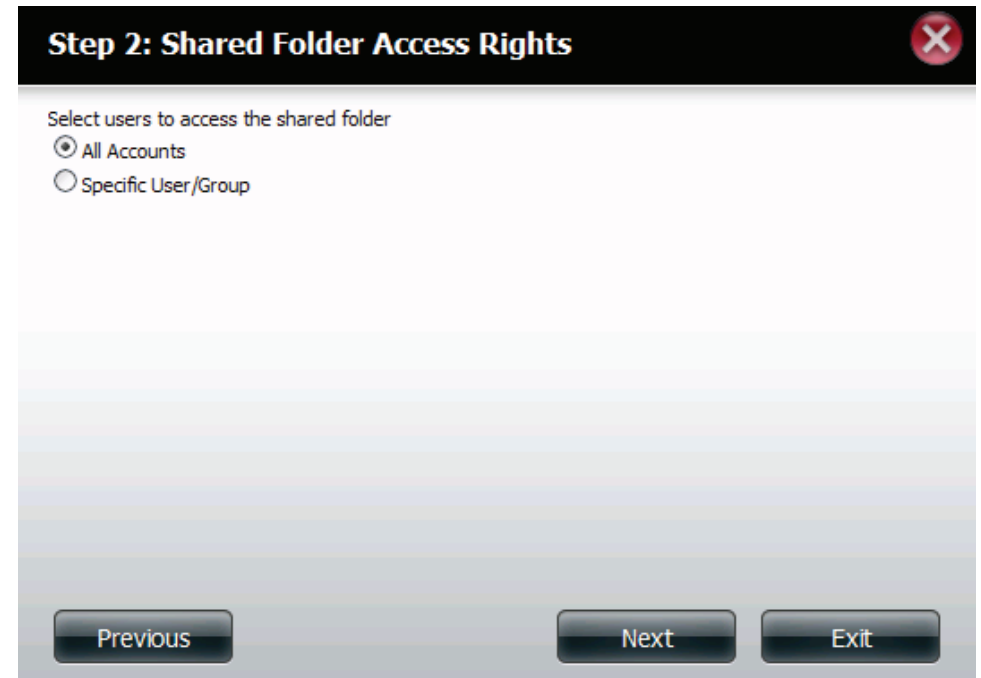 Step 2: Shared Folder Access Rights
Select users to access the shared folder
All Accounts
Specific User/Group
Previous
Next
Exit